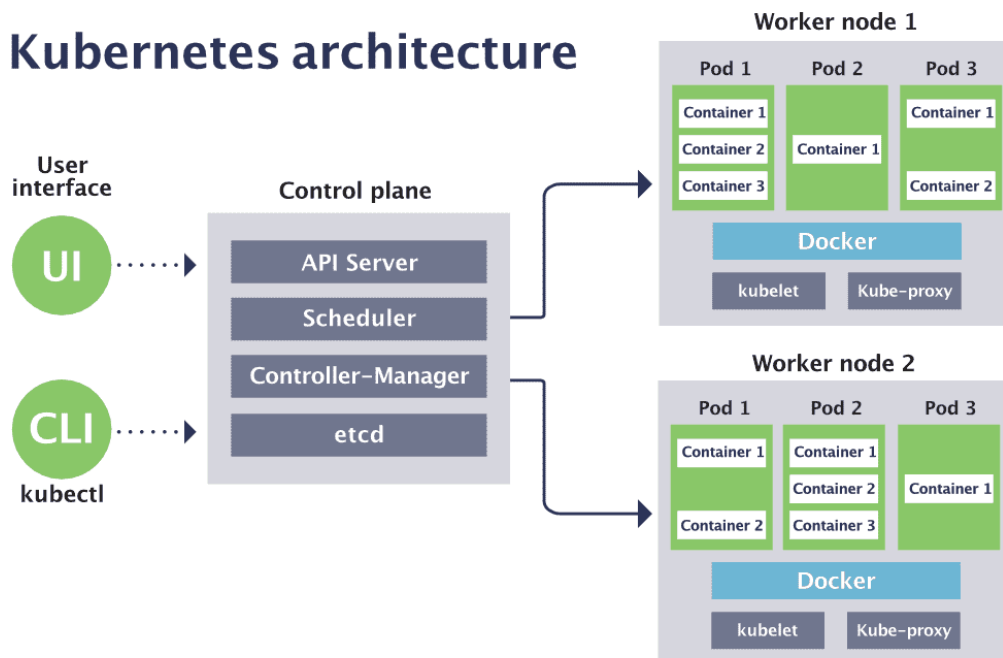 Kubernetes architecture
User
interface
UI
CLI
kubectl
Control plane
API Server
Scheduler
Controller-Manager
etcd
Worker node 1
Pod 1
Pod 2
Pod 3
Container 1
Container 2
Container 3
Container 1
Container 1
Container 2
Docker
kubelet
Kube-proxy
Worker node 2
Pod 1
Pod 2
Pod 3
Container 1
Container 2
Container 1
Container 2
Container 3
Container 1
Docker
kubelet
Kube-proxy